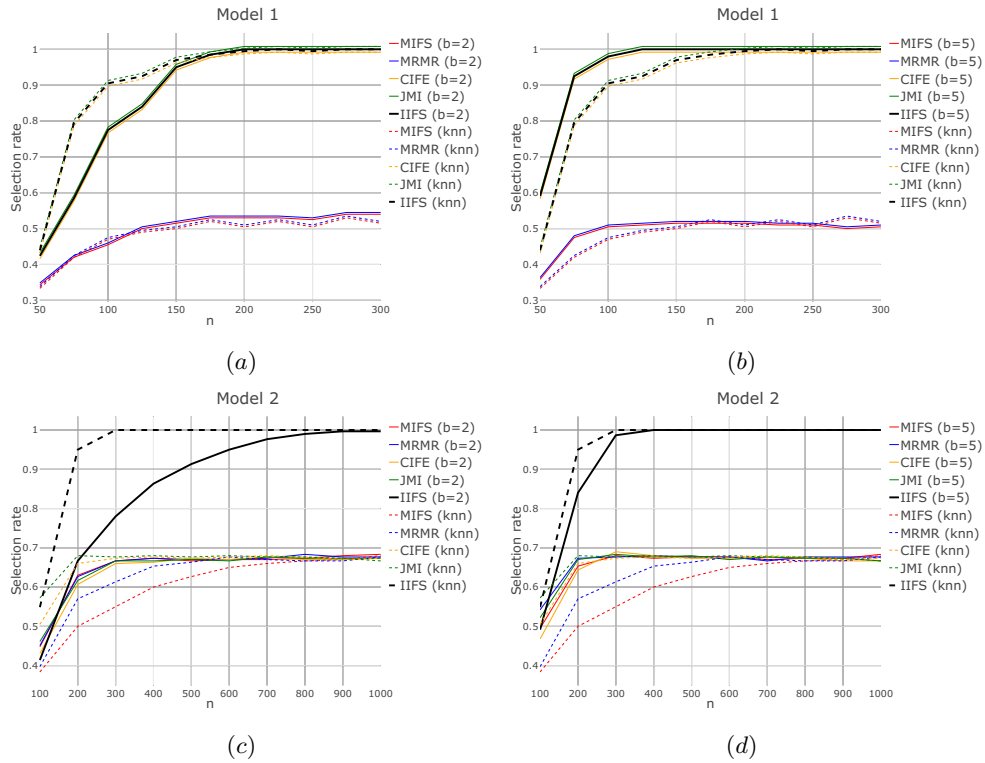 Model 1
Selection rate
1
0.9
0.8
0.7
0.6
0.5
0.4
0.3
50
100
150
200
250
300
n
MIFS (b=2)
MRMR (b=2)
CIFE (b=2)
JMI (b=2)
IIFS (b=2)
MIFS (knn)
MRMR (knn)
CIFE (knn)
JMI (knn)
IIFS (knn)
(a)
Model 1
Selection rate
1
0.9
0.8
0.7
0.6
0.5
0.4
0.3
50
100
150
200
250
300
n
MIFS (b=5)
MRMR (b=5)
CIFE (b=5)
JMI (b=5)
IIFS (b=5)
MIFS (knn)
MRMR (knn)
CIFE (knn)
JMI (knn)
IIFS (knn)
(b)
Model 2
Selection rate
1
0.9
0.8
0.7
0.6
0.5
0.4
100
200
300
400
500
600
700
800
900
1000
n
MIFS (b=2)
MRMR (b=2)
CIFE (b=2)
JMI (b=2)
IIFS (b=2)
MIFS (knn)
MRMR (knn)
CIFE (knn)
JMI (knn)
IIFS (knn)
(c)
Model 2
Selection rate
1
0.9
0.8
0.7
0.6
0.5
0.4
100
200
300
400
500
600
700
800
900
1000
n
MIFS (b=5)
MRMR (b=5)
CIFE (b=5)
JMI (b=5)
IIFS (b=5)
MIFS (knn)
MRMR (knn)
CIFE (knn)
JMI (knn)
IIFS (knn)
(d)